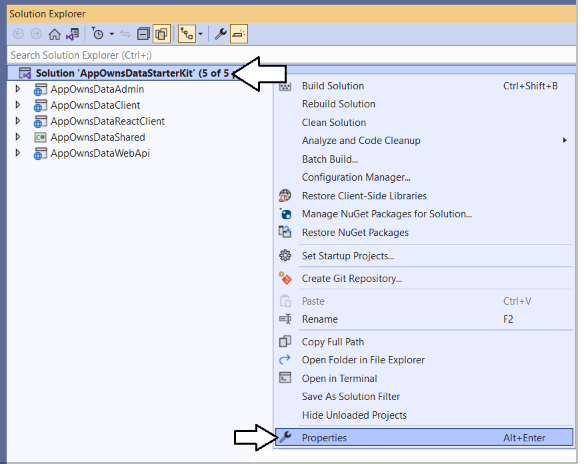 Solution Explorer
Search Solution Explorer (Ctrl+;)
Solution 'AppOwnsDataStarterKit' (5 of 5
AppOwnsDataAdmin
AppOwnsDataClient
AppOwnsDataReactClient
AppOwnsDataShared
AppOwnsDataWebApi
Build Solution Ctrl+Shift+B
Rebuild Solution
Clean Solution
Analyze and Code Cleanup
Batch Build...
Configuration Manager...
Restore Client-Side Libraries
Manage NuGet Packages for Solution...
Restore NuGet Packages
Set Startup Projects...
Create Git Repository...
Paste Ctrl+V
Rename F2
Copy Full Path
Open Folder in File Explorer
Open in Terminal
Save As Solution Filter
Hide Unloaded Projects
Properties Alt+Enter